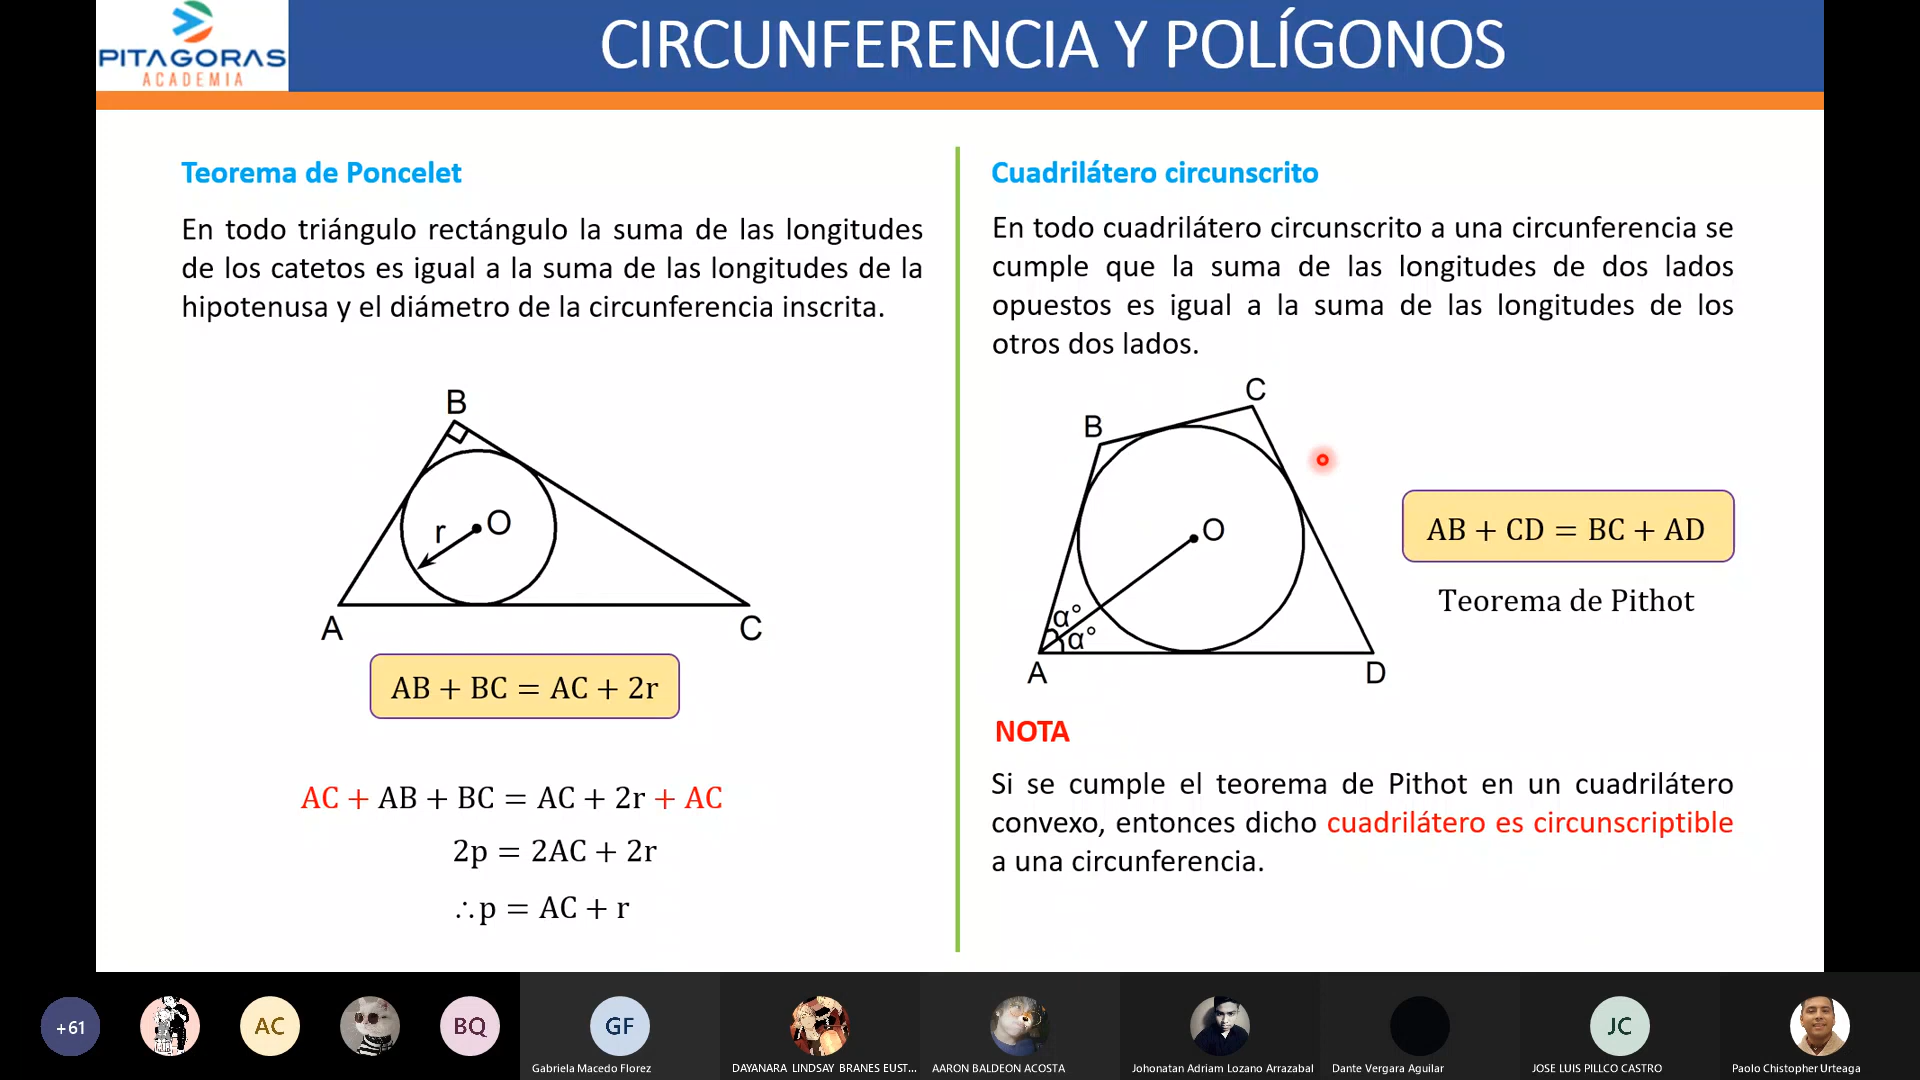 PITAGORAS
ACADEMIA
CIRCUNFERENCIA Y POLÍGONOS
Teorema de Poncelet
En todo triángulo rectángulo la suma de las longitudes
de los catetos es igual a la suma de las longitudes de la
hipotenusa y el diámetro de la circunferencia inscrita.
B
r
O
A
C
AB + BC = AC + 2r
AC + AB + BC = AC + 2r + AC
2p = 2AC + 2r
∴p = AC + r
Cuadrilátero circunscrito
En todo cuadrilátero circunscrito a una circunferencia se
cumple que la suma de las longitudes de dos lados
opuestos es igual a la suma de las longitudes de los
otros dos lados.
C
B
O
α°
α°
A
D
AB + CD = BC + AD
Teorema de Pithot
NOTA
Si se cumple el teorema de Pithot en un cuadrilátero
convexo, entonces dicho cuadrilátero es circunscriptible
a una circunferencia.
+61
AC
BQ
GF
JC
Gabriela Macedo Florez
DAYANARA LINDSAY BRANES EUST...
AARON BALDEON ACOSTA
Johonatan Adriam Lozano Arrazabal
Dante Vergara Aguilar
JOSE LUIS PILLCO CASTRO
Paolo Chistopher Urteaga